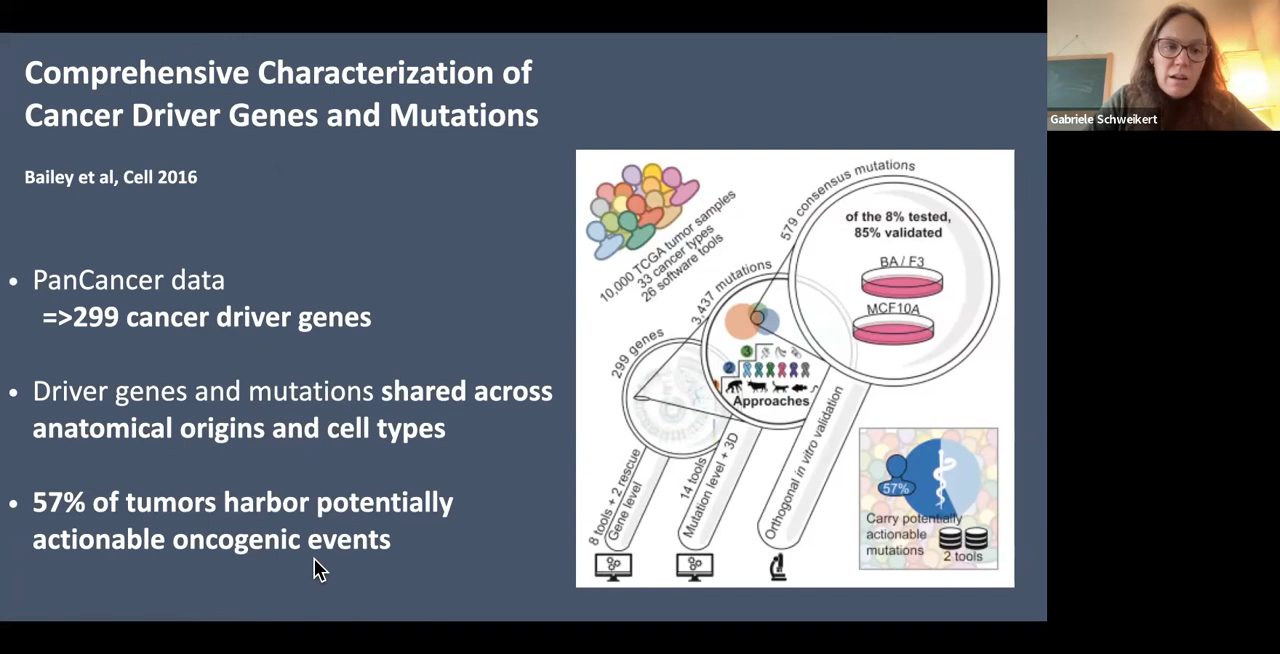 Comprehensive Characterization of
Cancer Driver Genes and Mutations
Bailey et al, Cell 2016
• PanCancer data
=>299 cancer driver genes
• Driver genes and mutations shared across
anatomical origins and cell types
• 57% of tumors harbor potentially
actionable oncogenic events
10,000 TCGA tumor samples
33 cancer types
26 software tools
299 genes
8 tools + 2 rescue
Gene level
3,437 mutations
3
2
Approaches
14 tools
Mutation level + 3D
579 consensus mutations
of the 8% tested,
85% validated
BA / F3
MCF10A
Orthogonal in vitro validation
57%
Carry potentially
actionable
mutations
2 tools
Gabriele Schweikert